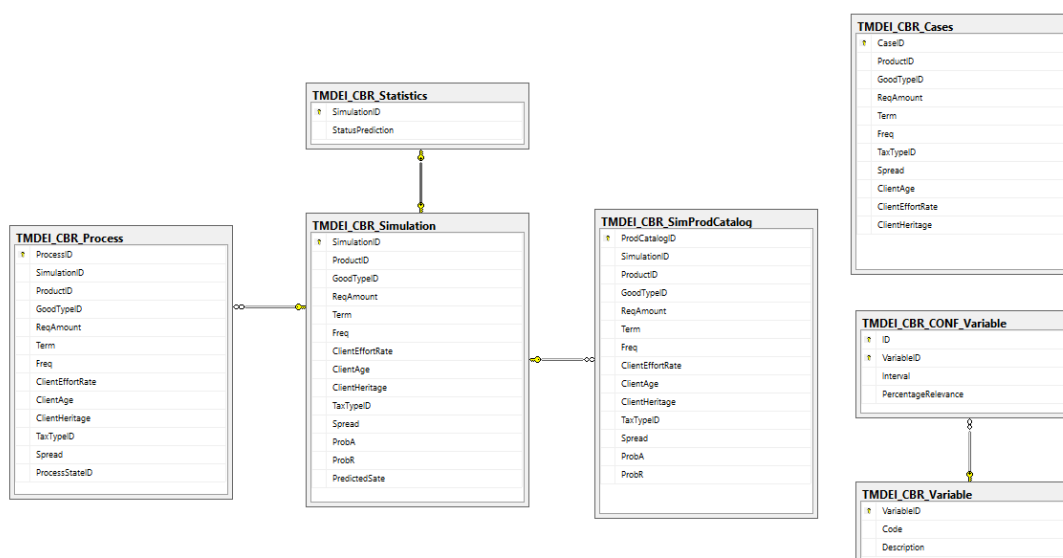 TMDEI_CBR_Statistics
SimulationID
StatusPrediction
TMDEI_CBR_Process
ProcessID
SimulationID
ProductID
GoodTypeID
ReqAmount
Term
Freq
ClientEffortRate
ClientAge
ClientHeritage
TaxTypeID
Spread
ProcessStateID
TMDEI_CBR_Simulation
SimulationID
ProductID
GoodTypeID
ReqAmount
Term
Freq
ClientEffortRate
ClientAge
ClientHeritage
TaxTypeID
Spread
ProbA
ProbR
PredictedSate
TMDEI_CBR_SimProdCatalog
ProdCatalogID
SimulationID
ProductID
GoodTypeID
ReqAmount
Term
Freq
ClientEffortRate
ClientAge
ClientHeritage
TaxTypeID
Spread
ProbA
ProbR
TMDEI_CBR_Cases
CaseID
ProductID
GoodTypeID
ReqAmount
Term
Freq
TaxTypeID
Spread
ClientAge
ClientEffortRate
ClientHeritage
TMDEI_CBR_CONF_Variable
ID
VariableID
Interval
PercentageRelevance
TMDEI_CBR_Variable
VariableID
Code
Description